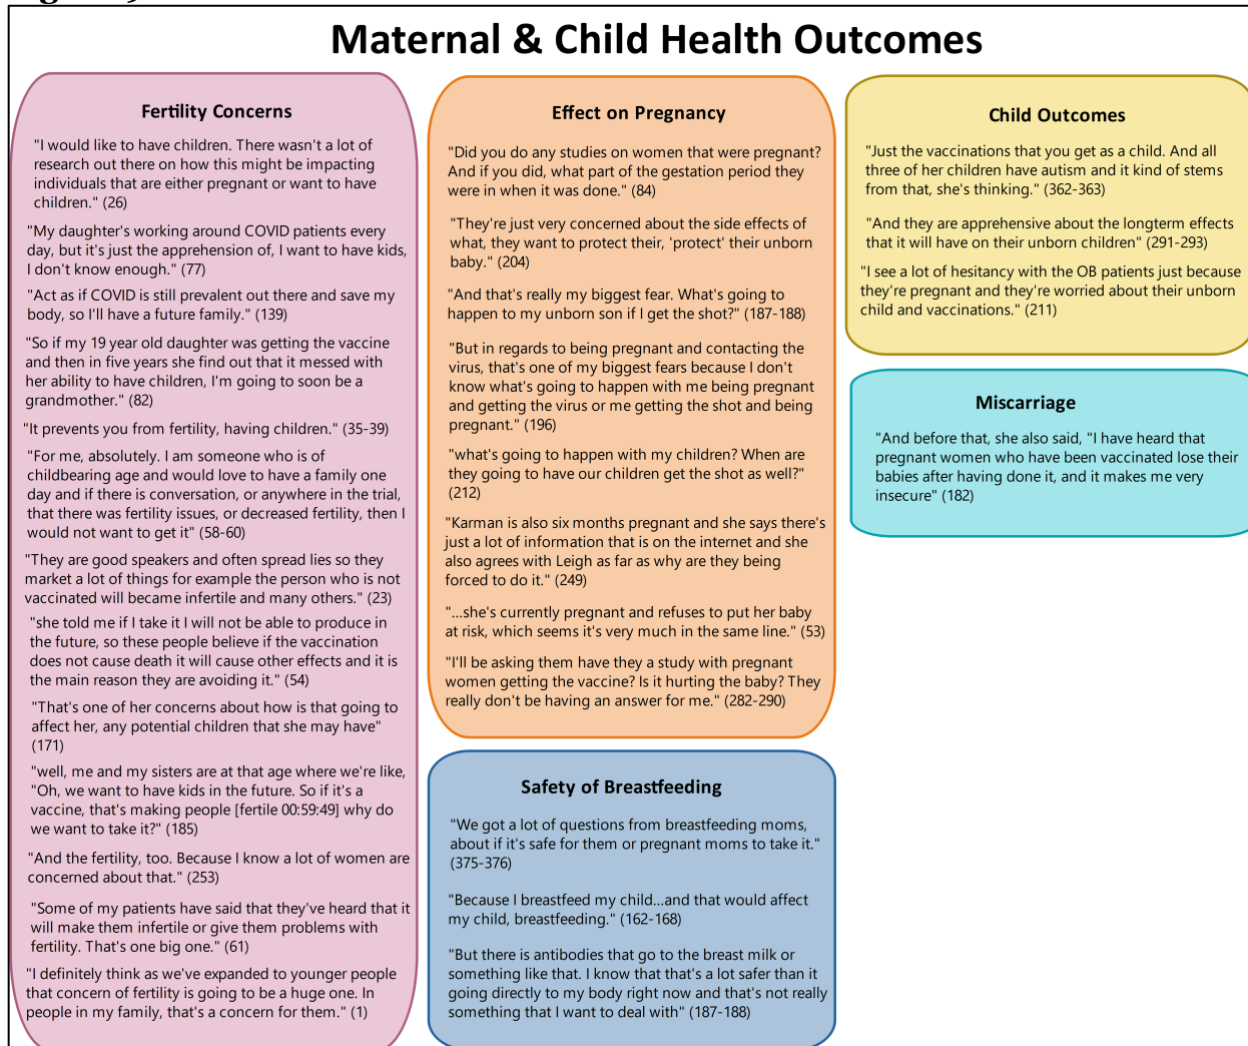 Maternal & Child Health Outcomes
Fertility Concerns
"I would like to have children. There wasn't a lot of
research out there on how this might be impacting
individuals that are either pregnant or want to have
children." (26)
"My daughter's working around COVID patients every
day, but it's just the apprehension of, I want to have kids,
I don't know enough." (77)
"Act as if COVID is still prevalent out there and save my
body, so I'll have a future family." (139)
"So if my 19 year old daughter was getting the vaccine
and then in five years she find out that it messed with
her ability to have children, I'm going to soon be a
grandmother." (82)
"It prevents you from fertility, having children." (35-39)
"For me, absolutely. I am someone who is of
childbearing age and would love to have a family one
day and if there is conversation, or anywhere in the trial,
that there was fertility issues, or decreased fertility, then I
would not want to get it" (58-60)
"They are good speakers and often spread lies so they
market a lot of things for example the person who is not
vaccinated will became infertile and many others." (23)
"she told me if I take it I will not be able to produce in
the future, so these people believe if the vaccination
does not cause death it will cause other effects and it is
the main reason they are avoiding it." (54)
"That's one of her concerns about how is that going to
affect her, any potential children that she may have"
(171)
"well, me and my sisters are at that age where we're like,
"Oh, we want to have kids in the future. So if it's a
vaccine, that's making people [fertile 00:59:49] why do
we want to take it?" (185)
"And the fertility, too. Because I know a lot of women are
concerned about that." (253)
"Some of my patients have said that they've heard that it
will make them infertile or give them problems with
fertility. That's one big one." (61)
"I definitely think as we've expanded to younger people
that concern of fertility is going to be a huge one. In
people in my family, that's a concern for them." (1)
Effect on Pregnancy
"Did you do any studies on women that were pregnant?
And if you did, what part of the gestation period they
were in when it was done." (84)
"They're just very concerned about the side effects of
what, they want to protect their, 'protect' their unborn
baby." (204)
"And that's really my biggest fear. What's going to
happen to my unborn son if I get the shot?" (187-188)
"But in regards to being pregnant and contacting the
virus, that's one of my biggest fears because I don't
know what's going to happen with me being pregnant
and getting the virus or me getting the shot and being
pregnant." (196)
"what's going to happen with my children? When are
they going to have our children get the shot as well?"
(212)
"Karman is also six months pregnant and she says there's
just a lot of information that is on the internet and she
also agrees with Leigh as far as why are they being
forced to do it." (249)
"...she's currently pregnant and refuses to put her baby
at risk, which seems it's very much in the same line." (53)
"I'll be asking them have they a study with pregnant
women getting the vaccine? Is it hurting the baby? They
really don't be having an answer for me." (282-290)
Safety of Breastfeeding
"We got a lot of questions from breastfeeding moms,
about if it's safe for them or pregnant moms to take it."
(375-376)
"Because I breastfeed my child...and that would affect
my child, breastfeeding." (162-168)
"But there is antibodies that go to the breast milk or
something like that. I know that that's a lot safer than it
going directly to my body right now and that's not really
something that I want to deal with" (187-188)
Child Outcomes
"Just the vaccinations that you get as a child. And all
three of her children have autism and it kind of stems
from that, she's thinking." (362-363)
"And they are apprehensive about the longterm effects
that it will have on their unborn children" (291-293)
"I see a lot of hesitancy with the OB patients just because
they're pregnant and they're worried about their unborn
child and vaccinations." (211)
Miscarriage
"And before that, she also said, "I have heard that
pregnant women who have been vaccinated lose their
babies after having done it, and it makes me very
insecure" (182)